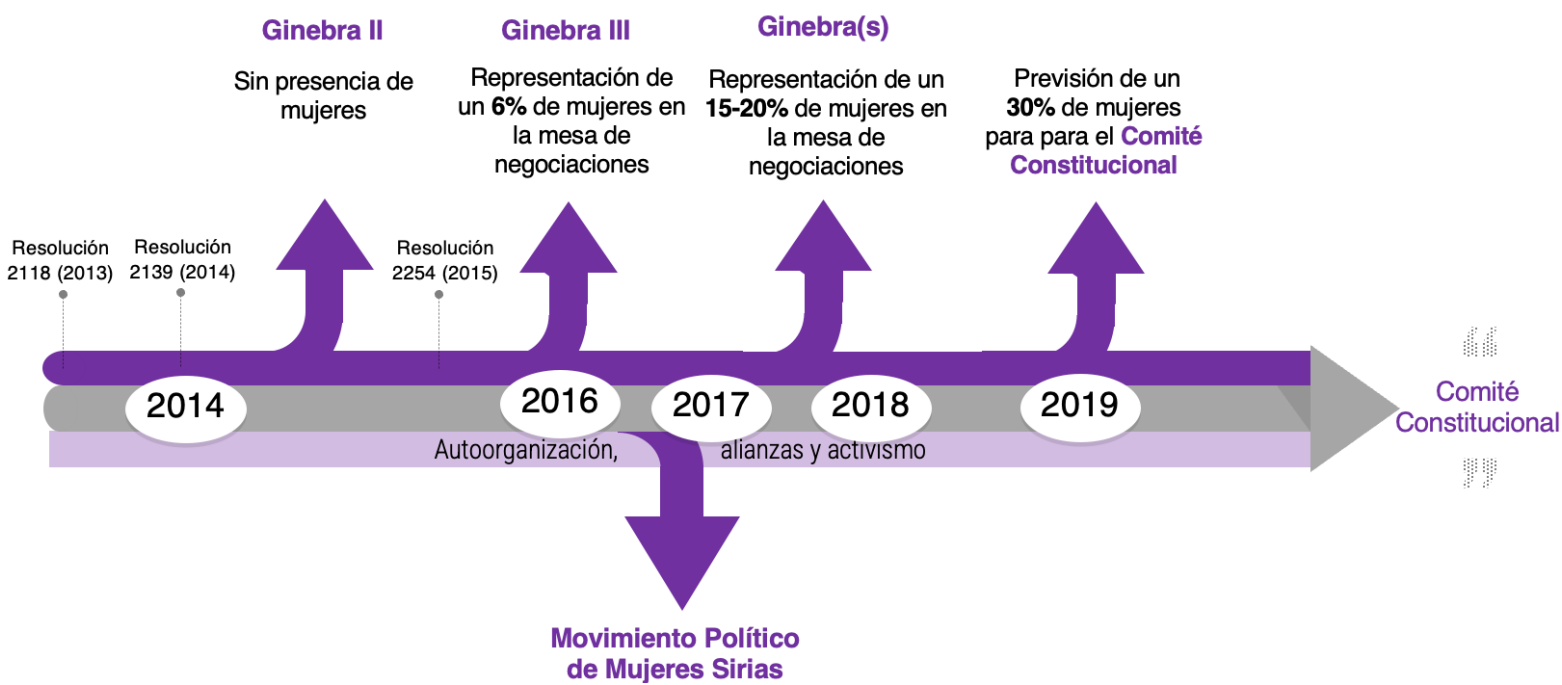 Ginebra II
Sin presencia de
mujeres
Ginebra III
Representación de
un 6% de mujeres en
la mesa de
negociaciones
Ginebra(s)
Representación de un
15-20% de mujeres en
la mesa de
negociaciones
Previsión de un
30% de mujeres
para para el Comité
Constitucional
Resolución
2118 (2013)
Resolución
2139 (2014)
Resolución
2254 (2015)
2014
2016
2017
2018
2019
Autoorganización, alianzas y activismo
“
Comité
Constitucional
”
Movimiento Político
de Mujeres Sirias